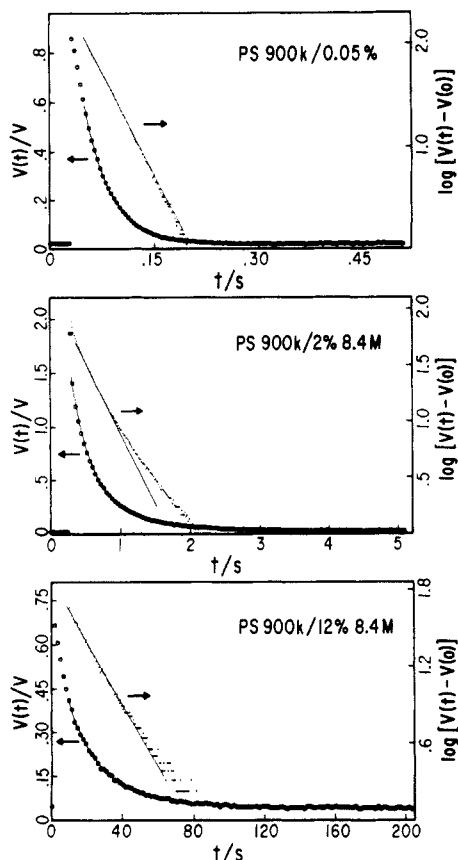 PS 900k/0.05%
V(t)/V
log [V(t)-V(o)]
.8
.6
.4
.2
0
2.0
1.0
0 .15 .30 .45
t/s
PS 900k/2% 8.4M
V(t)/V
log [V(t)-V(o)]
2.0
1.5
1.0
0.5
0
2.0
1.5
1.0
.5
0 1 2 3 4 5
t/s
PS 900k/12% 8.4M
V(t)/V
log [V(t)-V(o)]
.75
.60
.45
.30
.15
0
1.8
1.2
.6
0 40 80 120 160 200
t/s